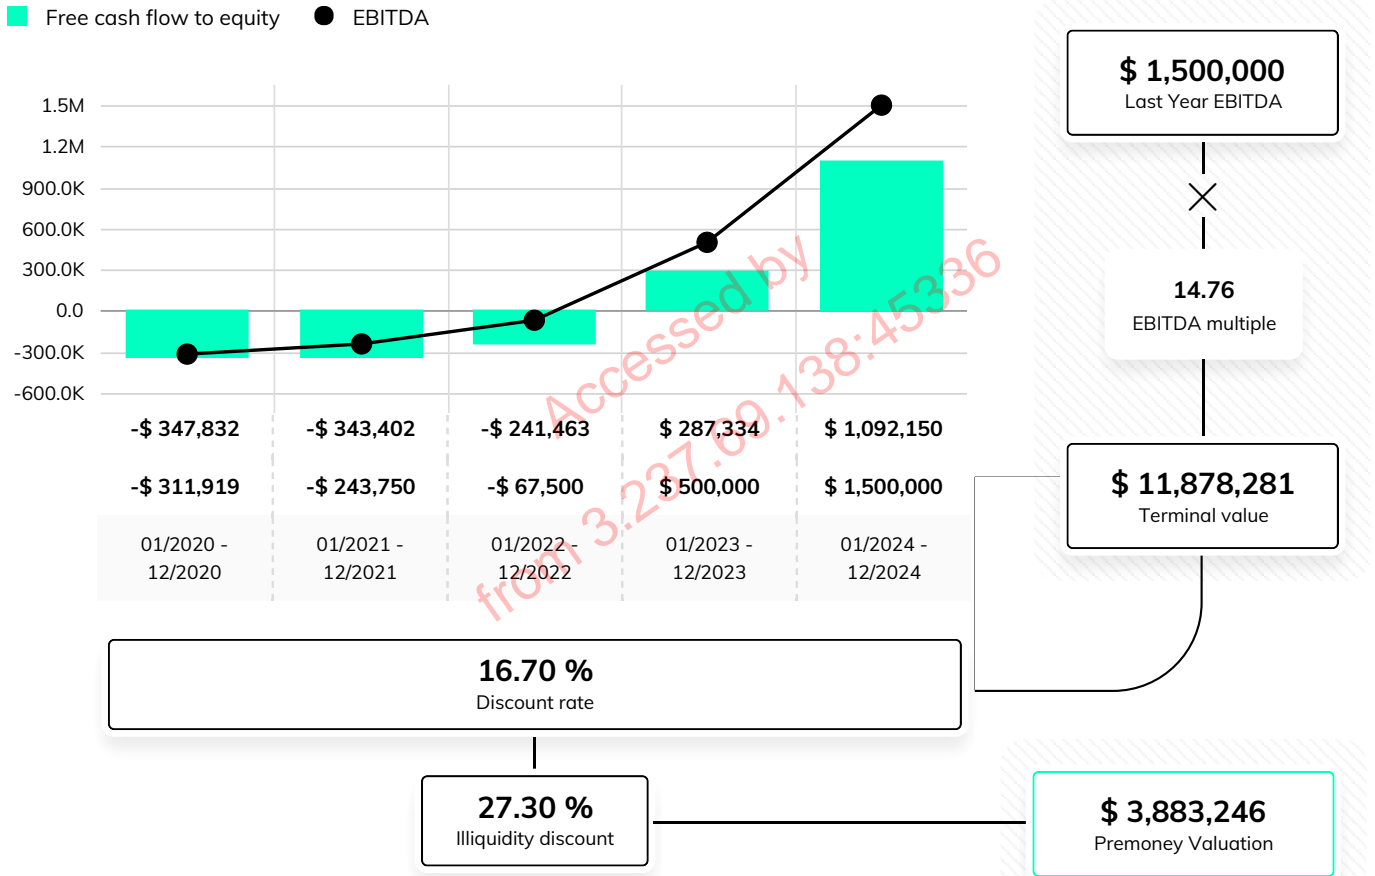 Free cash flow to equity
EBITDA
1.5M
1.2M
900.0K
600.0K
300.0K
0.0
-300.0K
-600.0K
-$ 347,832
-$ 343,402
-$ 241,463
$ 287,334
$ 1,092,150
-$ 311,919
-$ 243,750
-$ 67,500
$ 500,000
$ 1,500,000
01/2020 -
12/2020
01/2021 -
12/2021
01/2022 -
12/2022
01/2023 -
12/2023
01/2024 -
12/2024
Accessed by
from 3.237.69.138:45336
$ 1,500,000
Last Year EBITDA
14.76
EBITDA multiple
$ 11,878,281
Terminal value
16.70 %
Discount rate
27.30 %
Illiquidity discount
$ 3,883,246
Premoney Valuation